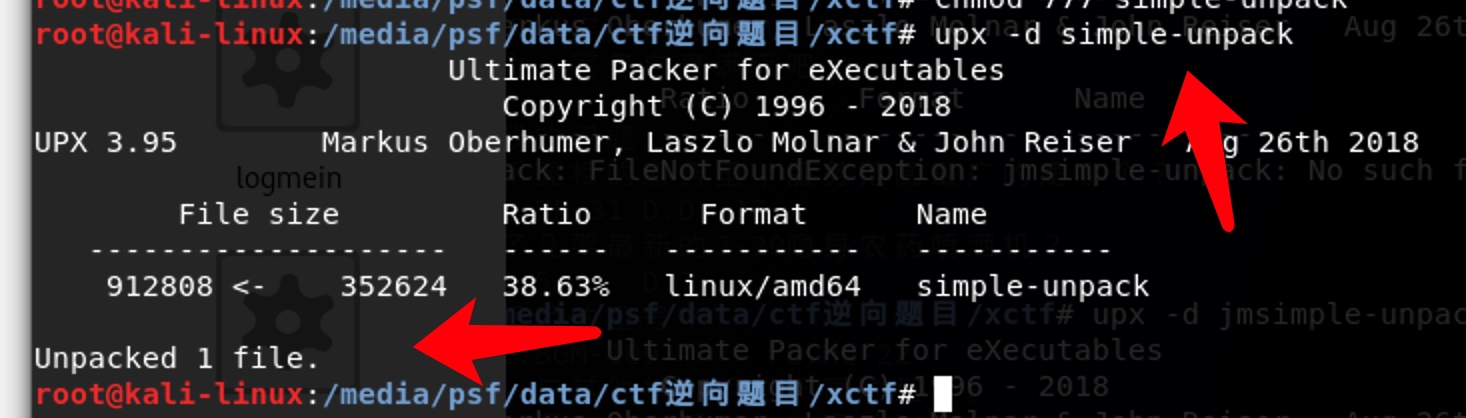 root@kali-linux:/media/psf/data/ctf逆向题目/xctf# chmod 777 simple-unpack
root@kali-linux:/media/psf/data/ctf逆向题目/xctf# upx -d simple-unpack
Ultimate Packer for eXecutables
Copyright (C) 1996 - 2018
UPX 3.95 Markus Oberhumer, Laszlo Molnar & John Reiser Aug 26th 2018
logmein
File size Ratio Format Name
-------------------- ------ ----------- -----------
912808 <- 352624 38.63% linux/amd64 simple-unpack
Unpacked 1 file.
root@kali-linux:/media/psf/data/ctf逆向题目/xctf#